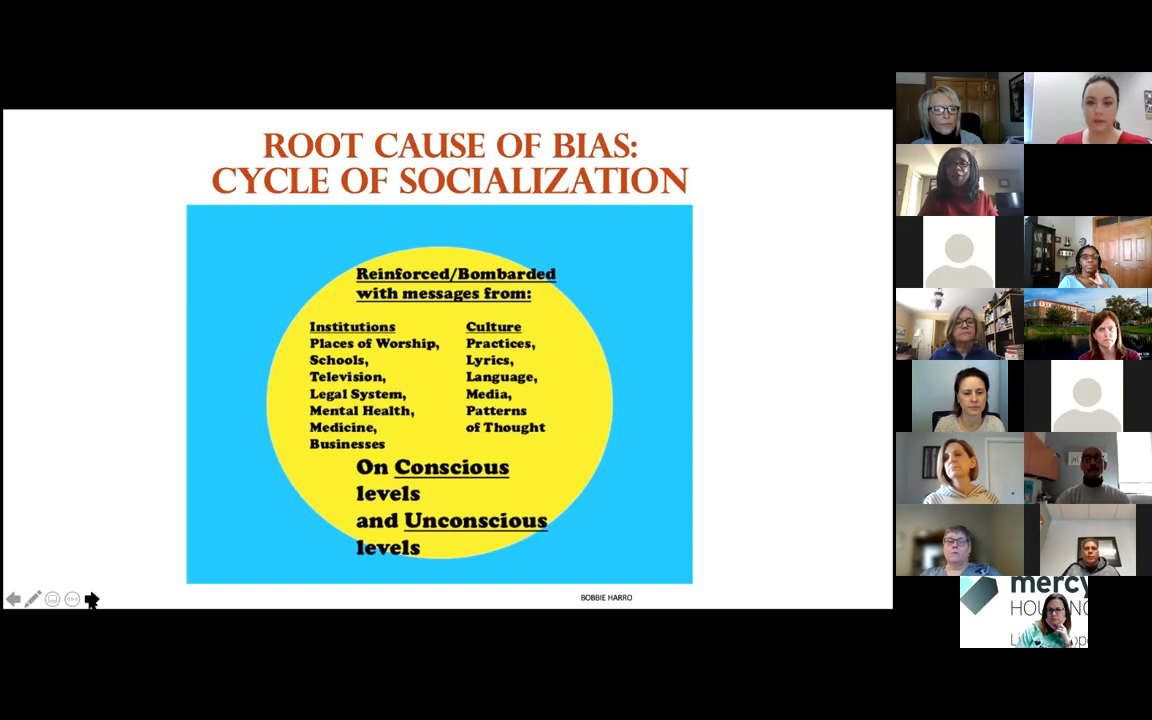 ROOT CAUSE OF BIAS:
CYCLE OF SOCIALIZATION
Reinforced/Bombarded
with messages from:
Institutions
Places of Worship,
Schools,
Television,
Legal System,
Mental Health,
Medicine,
Businesses
Culture
Practices,
Lyrics,
Language,
Media,
Patterns
of Thought
On Conscious
levels
and Unconscious
levels
BOBBIE HARRO
mercy